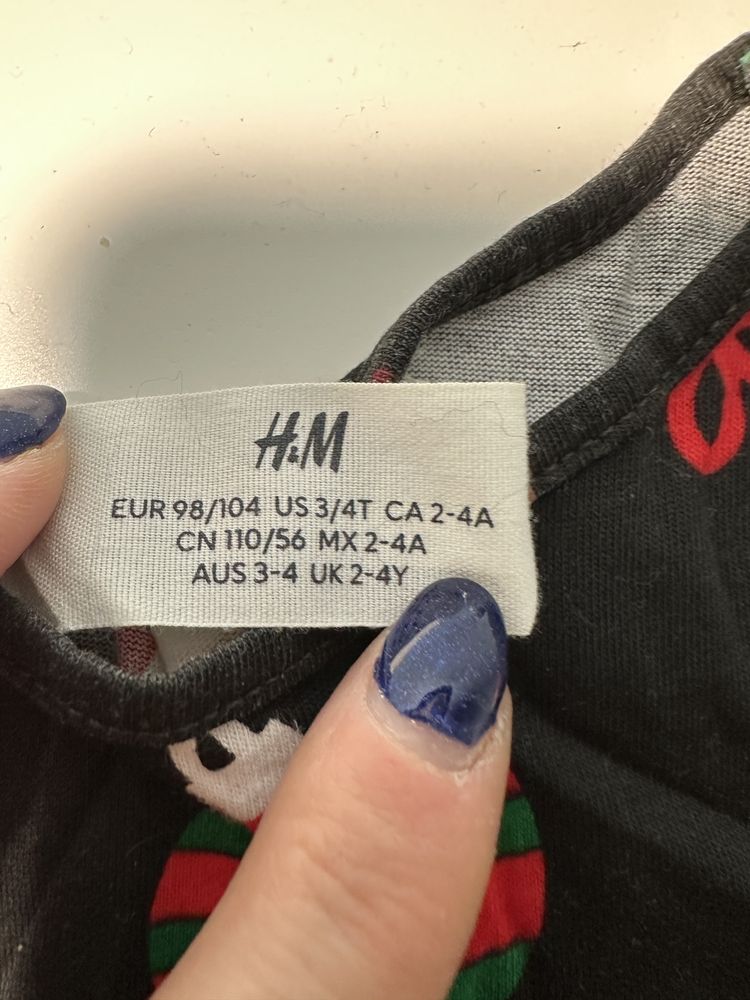 H&M
EUR 98/104 US 3/4T CA 2-4A
CN 110/56 MX 2-4A
AUS 3-4 UK 2-4Y